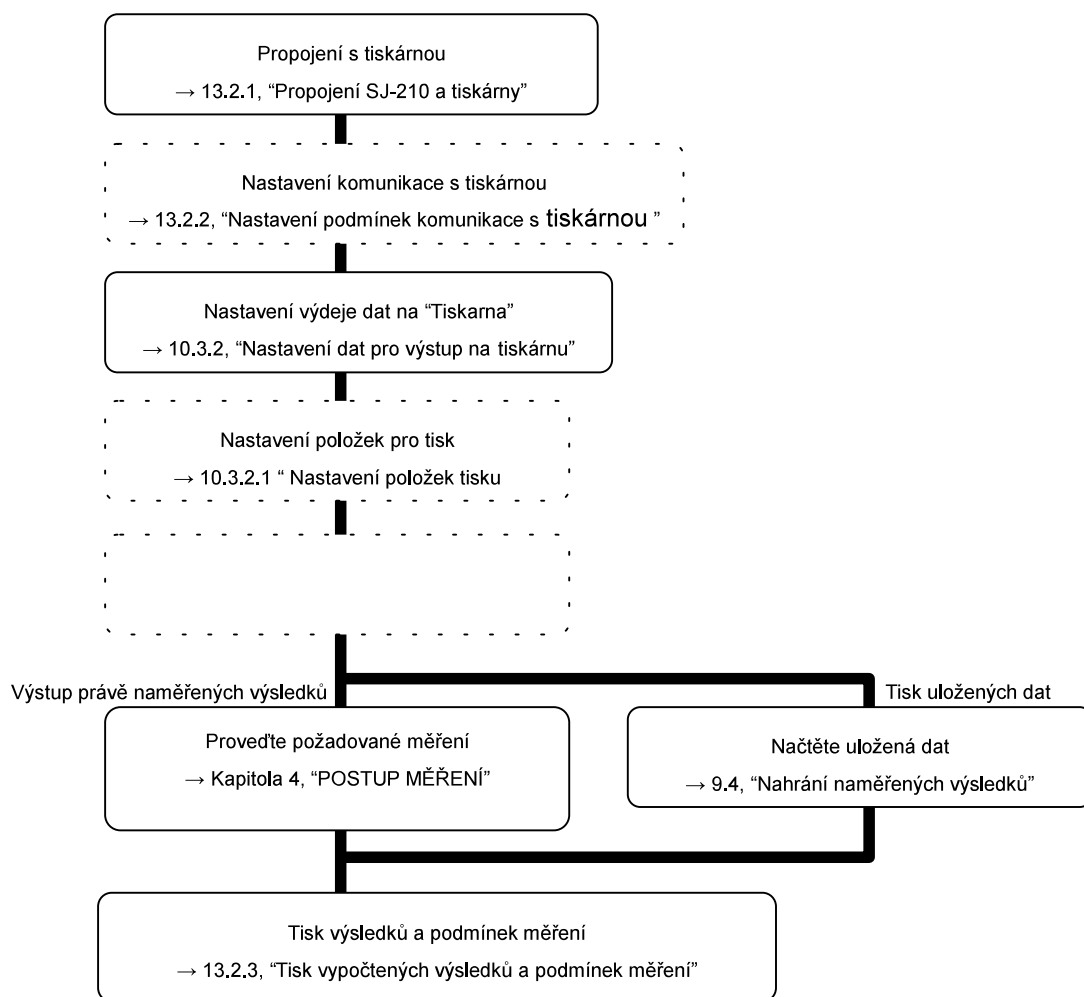 Propojení s tiskárnou
→ 13.2.1, “Propojení SJ-210 a tiskárny”
Nastavení komunikace s tiskárnou
→ 13.2.2, “Nastavení podmínek komunikace s tiskárnou ”
Nastavení výdeje dat na “Tiskarna”
→ 10.3.2, “Nastavení dat pro výstup na tiskárnu”
Nastavení položek pro tisk
→ 10.3.2.1 “ Nastavení položek tisku
Výstup právě naměřených výsledků
Tisk uložených dat
Proveďte požadované měření
→ Kapitola 4, “POSTUP MĚŘENÍ”
Načtěte uložená dat
→ 9.4, “Nahrání naměřených výsledků”
Tisk výsledků a podmínek měření
→ 13.2.3, “Tisk vypočtených výsledků a podmínek měření”